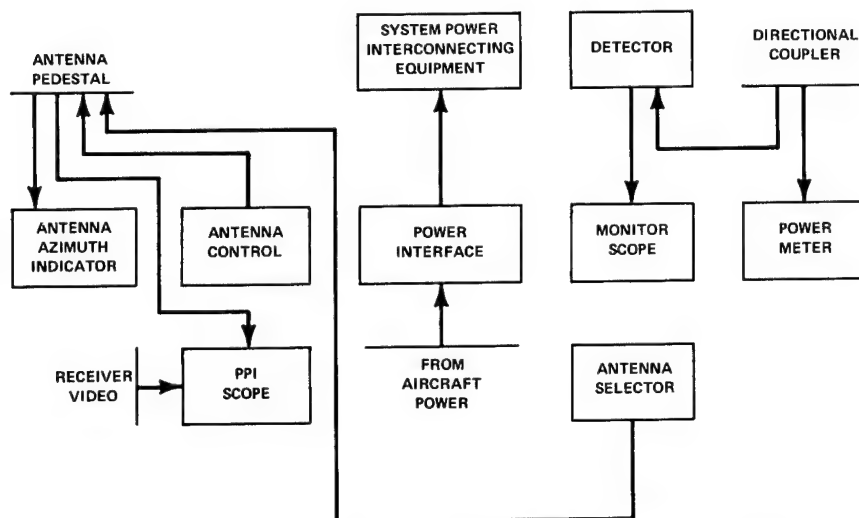 ANTENNA
PEDESTAL
SYSTEM POWER
INTERCONNECTING
EQUIPMENT
DETECTOR
DIRECTIONAL
COUPLER
ANTENNA
AZIMUTH
INDICATOR
ANTENNA
CONTROL
POWER
INTERFACE
MONITOR
SCOPE
POWER
METER
RECEIVER
VIDEO
PPI
SCOPE
FROM
AIRCRAFT
POWER
ANTENNA
SELECTOR